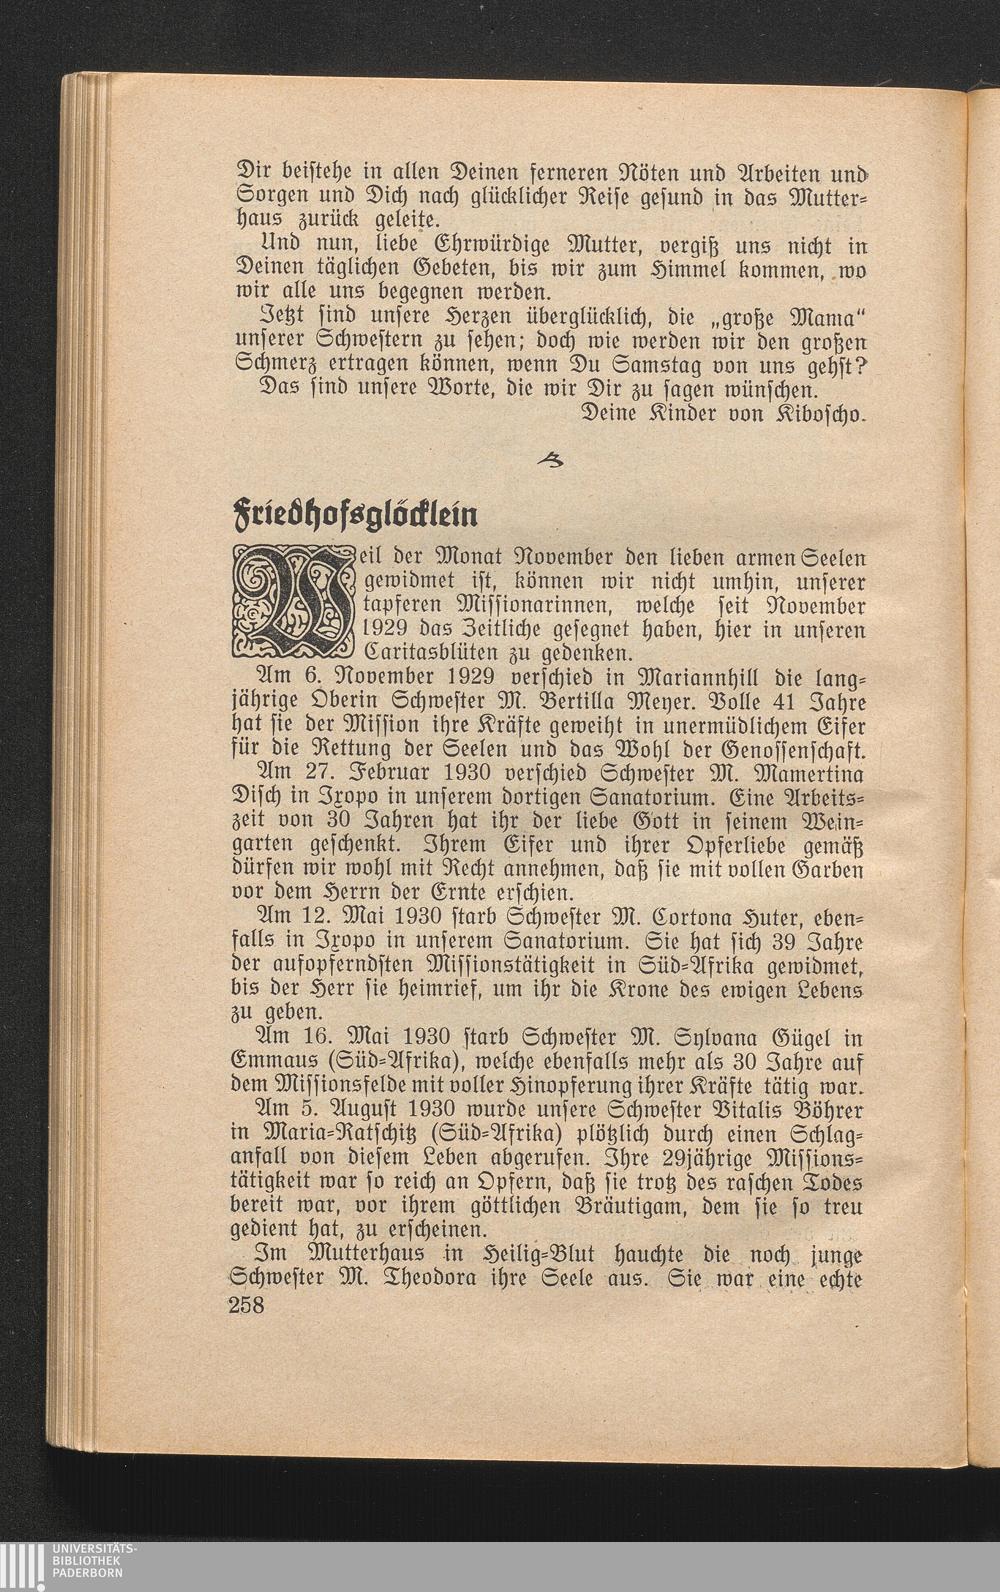 Dir beistehe in allen Deinen ferneren Nöten und Arbeiten und
Sorgen und Dich nach glücklicher Reise gesund in das Mutter-
haus zurück geleite.
Und nun, liebe Ehrwürdige Mutter, vergiß uns nicht in
Deinen täglichen Gebeten, bis wir zum Himmel kommen, wo
wir alle uns begegnen werden.
Jetzt sind unsere Herzen überglücklich, die „große Mama“
unserer Schwestern zu sehen; doch wie werden wir den großen
Schmerz ertragen können, wenn Du Samstag von uns gehst?
Das sind unsere Worte, die wir Dir zu sagen wünschen.
Deine Kinder von Kiboscho.
Friedhofsglöcklein
Weil der Monat November den lieben armen Seelen
gewidmet ist, können wir nicht umhin, unserer
tapferen Missionarinnen, welche seit November
1929 das Zeitliche gesegnet haben, hier in unseren
Caritasblüten zu gedenken.
Am 6. November 1929 verschied in Mariannhill die lang-
jährige Oberin Schwester M. Bertilla Meyer. Volle 41 Jahre
hat sie der Mission ihre Kräfte geweiht in unermüdlichem Eifer
für die Rettung der Seelen und das Wohl der Genossenschaft.
Am 27. Februar 1930 verschied Schwester M. Mamertina
Disch in Ixopo in unserem dortigen Sanatorium. Eine Arbeits-
zeit von 30 Jahren hat ihr der liebe Gott in seinem Wein-
garten geschenkt. Ihrem Eifer und ihrer Opferliebe gemäß
dürfen wir wohl mit Recht annehmen, daß sie mit vollen Garben
vor dem Herrn der Ernte erschien.
Am 12. Mai 1930 starb Schwester M. Cortona Huter, eben-
falls in Ixopo in unserem Sanatorium. Sie hat sich 39 Jahre
der aufopferndsten Missionstätigkeit in Süd-Afrika gewidmet,
bis der Herr sie heimrief, um ihr die Krone des ewigen Lebens
zu geben.
Am 16. Mai 1930 starb Schwester M. Sylvana Gügel in
Emmaus (Süd-Afrika), welche ebenfalls mehr als 30 Jahre auf
dem Missionsfelde mit voller Hinopferung ihrer Kräfte tätig war.
Am 5. August 1930 wurde unsere Schwester Vitalis Böhrer
in Maria-Ratschitz (Süd-Afrika) plötzlich durch einen Schlag-
anfall von diesem Leben abgerufen. Ihre 29jährige Missions-
tätigkeit war so reich an Opfern, daß sie trotz des raschen Todes
bereit war, vor ihrem göttlichen Bräutigam, dem sie so treu
gedient hat, zu erscheinen.
Im Mutterhaus in Heilig-Blut hauchte die noch junge
Schwester M. Theodora ihre Seele aus. Sie war eine echte
258
UNIVERSITÄTS-
BIBLIOTHEK
PADERBORN